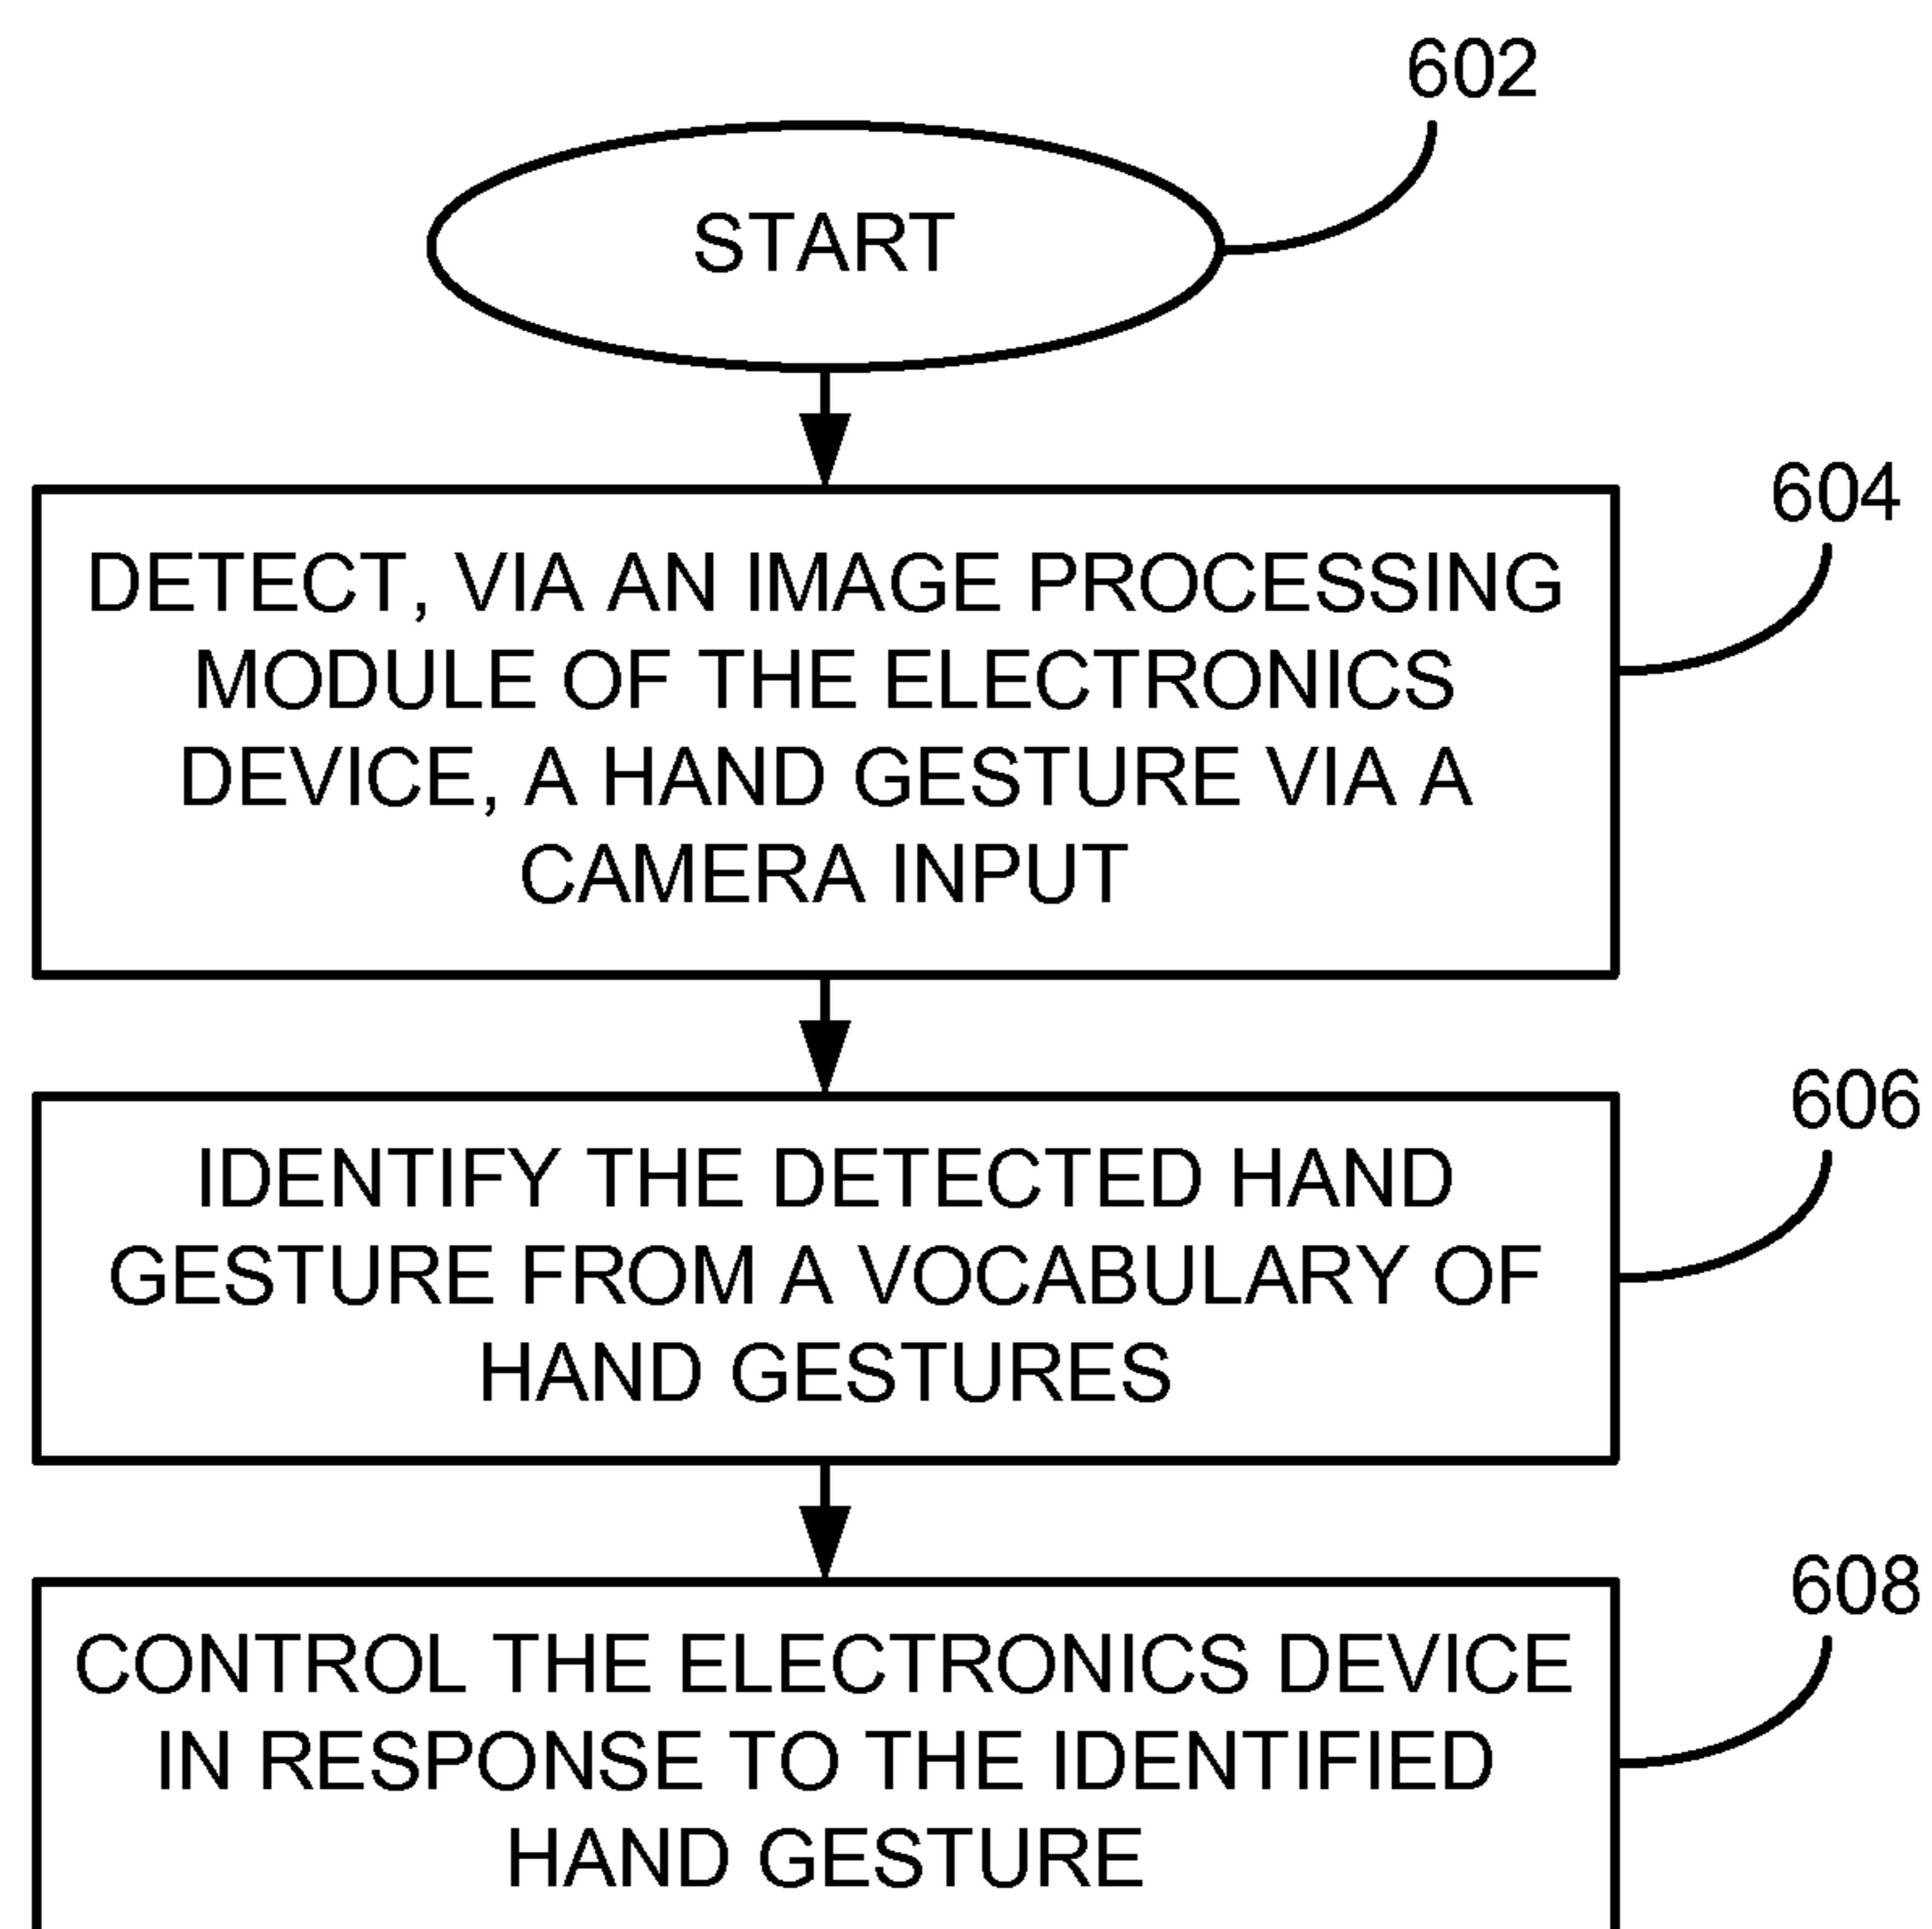 602
START
604
DETECT, VIA AN IMAGE PROCESSING
MODULE OF THE ELECTRONICS
DEVICE, A HAND GESTURE VIA A
CAMERA INPUT
606
IDENTIFY THE DETECTED HAND
GESTURE FROM A VOCABULARY OF
HAND GESTURES
608
CONTROL THE ELECTRONICS DEVICE
IN RESPONSE TO THE IDENTIFIED
HAND GESTURE